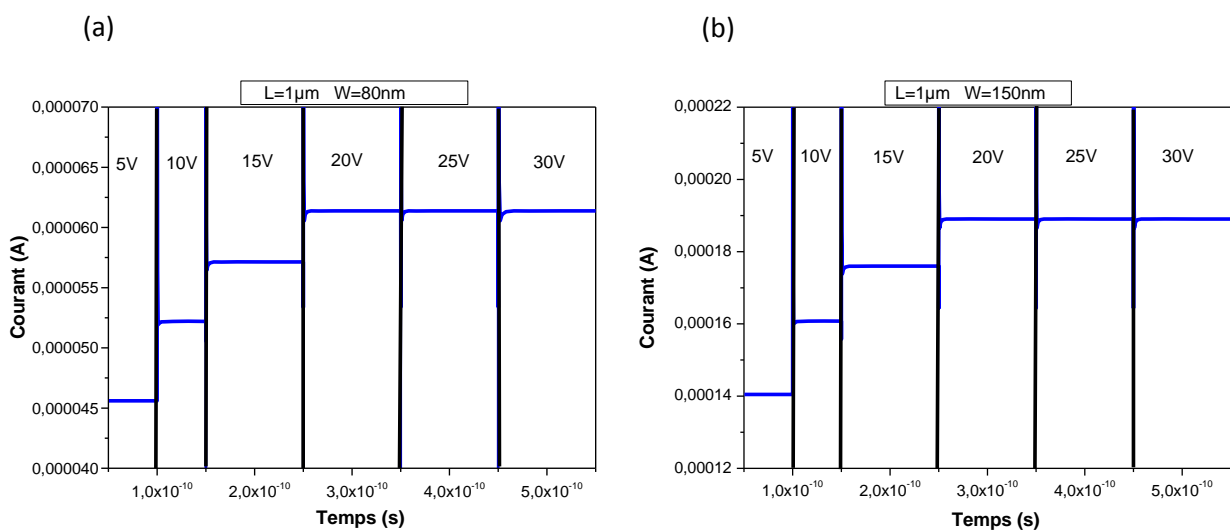 (a)
L=1µm W=80nm
0,000070
0,000065
0,000060
0,000055
0,000050
0,000045
0,000040
5V 10V 15V 20V 25V 30V
Courant (A)
1,0x10⁻¹⁰ 2,0x10⁻¹⁰ 3,0x10⁻¹⁰ 4,0x10⁻¹⁰ 5,0x10⁻¹⁰
Temps (s)
(b)
L=1µm W=150nm
0,00022
0,00020
0,00018
0,00016
0,00014
0,00012
5V 10V 15V 20V 25V 30V
Courant (A)
1,0x10⁻¹⁰ 2,0x10⁻¹⁰ 3,0x10⁻¹⁰ 4,0x10⁻¹⁰ 5,0x10⁻¹⁰
Temps (s)